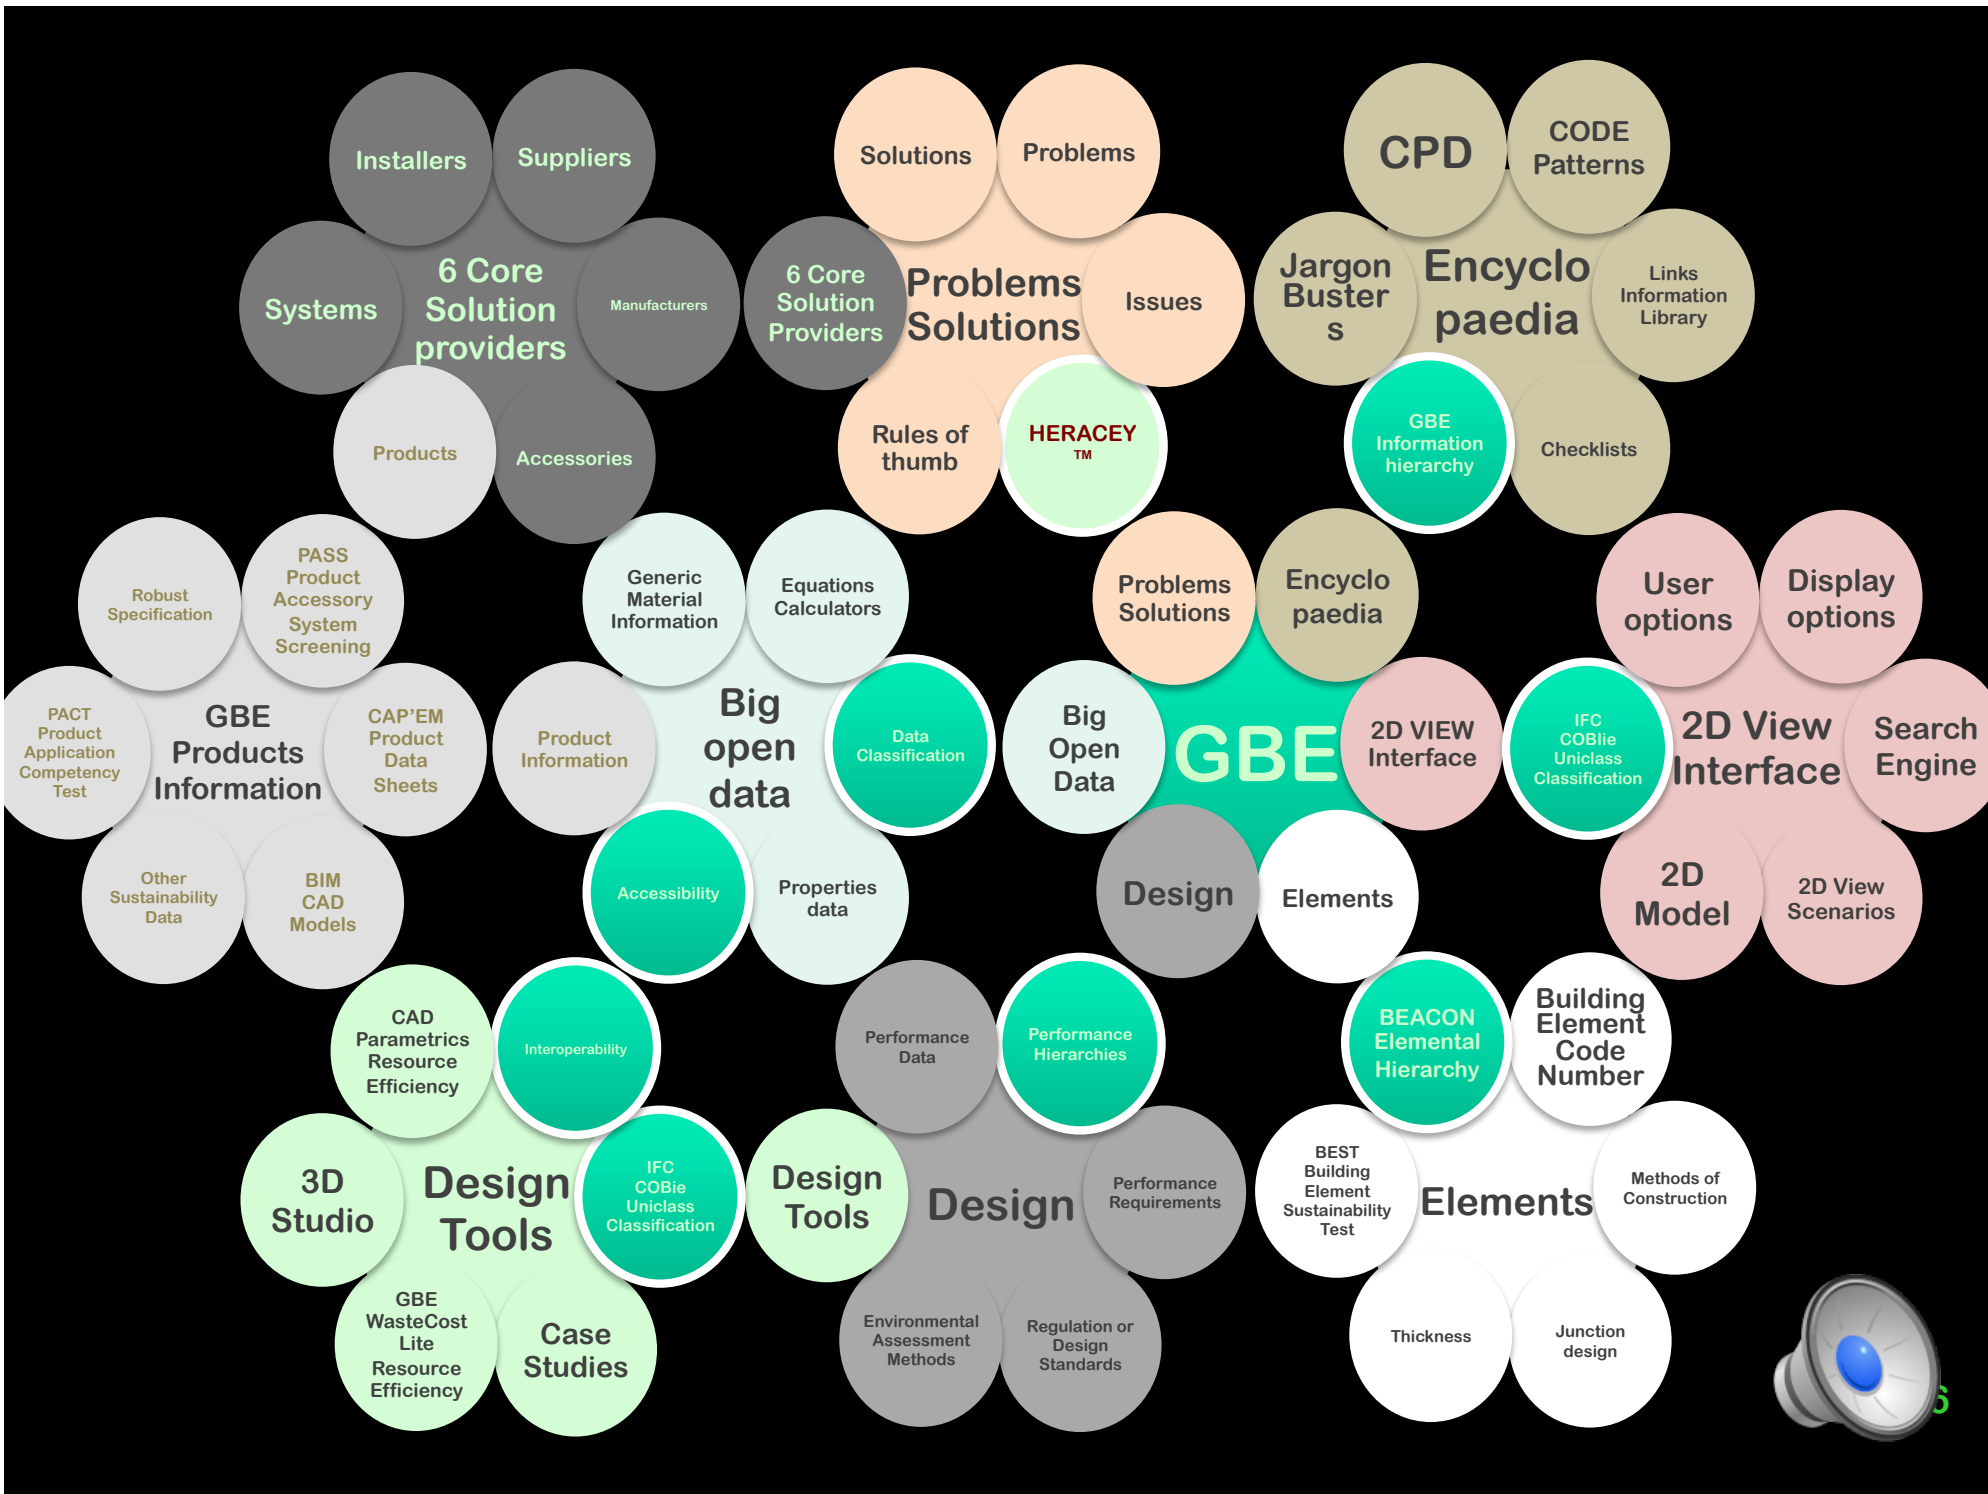 Installers
Suppliers
Systems
6 Core
Solution
providers
Manufacturers
Products
Accessories
Solutions
Problems
6 Core
Solution
Providers
Problems
Solutions
Issues
Rules of
thumb
HERACEY
TM
CPD
CODE
Patterns
Jargon
Buster
s
Encyclo
paedia
Links
Information
Library
GBE
Information
hierarchy
Checklists
Robust
Specification
PASS
Product
Accessory
System
Screening
PACT
Product
Application
Competency
Test
GBE
Products
Information
CAP'EM
Product
Data
Sheets
Other
Sustainability
Data
BIM
CAD
Models
Generic
Material
Information
Equations
Calculators
Product
Information
Big
open
data
Data
Classification
Accessibility
Properties
data
Problems
Solutions
Encyclo
paedia
Big
Open
Data
GBE
2D VIEW
Interface
Design
Elements
User
options
Display
options
IFC
COBlie
Uniclass
Classification
2D View
Interface
Search
Engine
2D
Model
2D View
Scenarios
CAD
Parametrics
Resource
Efficiency
Interoperability
3D
Studio
Design
Tools
IFC
COBie
Uniclass
Classification
GBE
WasteCost
Lite
Resource
Efficiency
Case
Studies
Performance
Data
Performance
Hierarchies
Design
Tools
Design
Performance
Requirements
Environmental
Assessment
Methods
Regulation or
Design
Standards
BEACON
Elemental
Hierarchy
Building
Element
Code
Number
BEST
Building
Element
Sustainability
Test
Elements
Methods of
Construction
Thickness
Junction
design